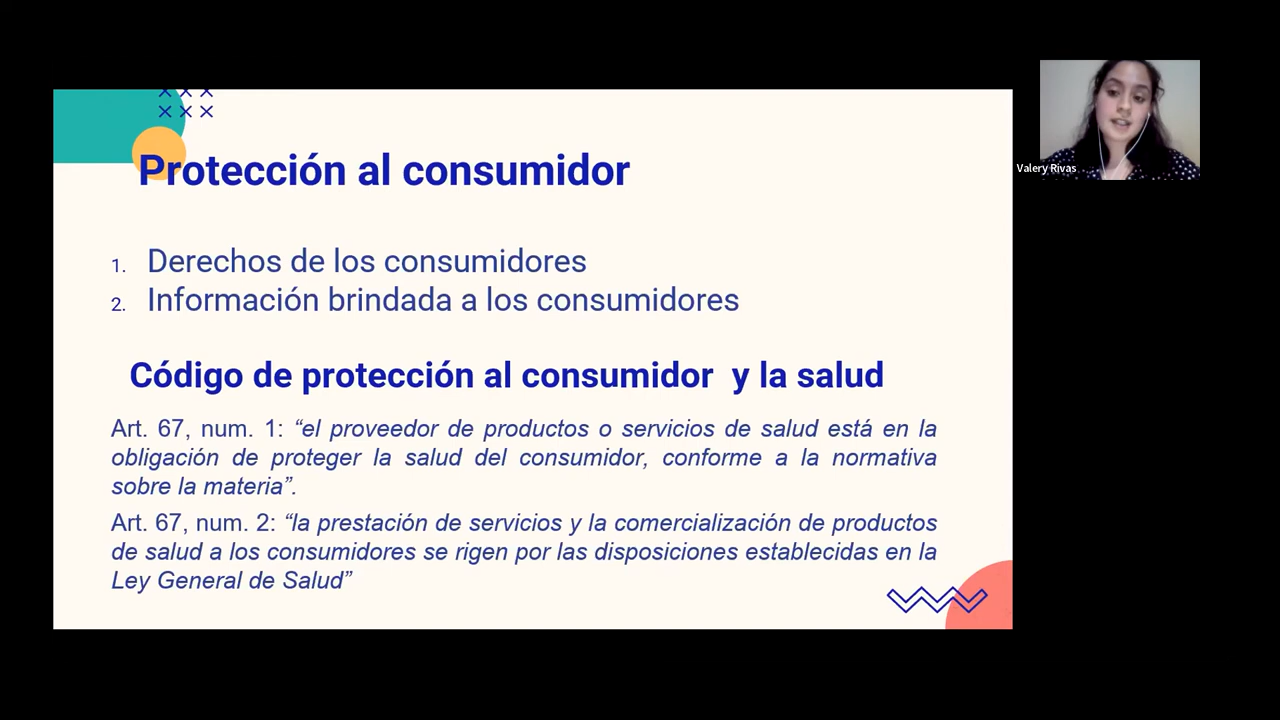 Protección al consumidor
1. Derechos de los consumidores
2. Información brindada a los consumidores
Código de protección al consumidor y la salud
Art. 67, num. 1: “el proveedor de productos o servicios de salud está en la
obligación de proteger la salud del consumidor, conforme a la normativa
sobre la materia”.
Art. 67, num. 2: “la prestación de servicios y la comercialización de productos
de salud a los consumidores se rigen por las disposiciones establecidas en la
Ley General de Salud”
Valery Rivas